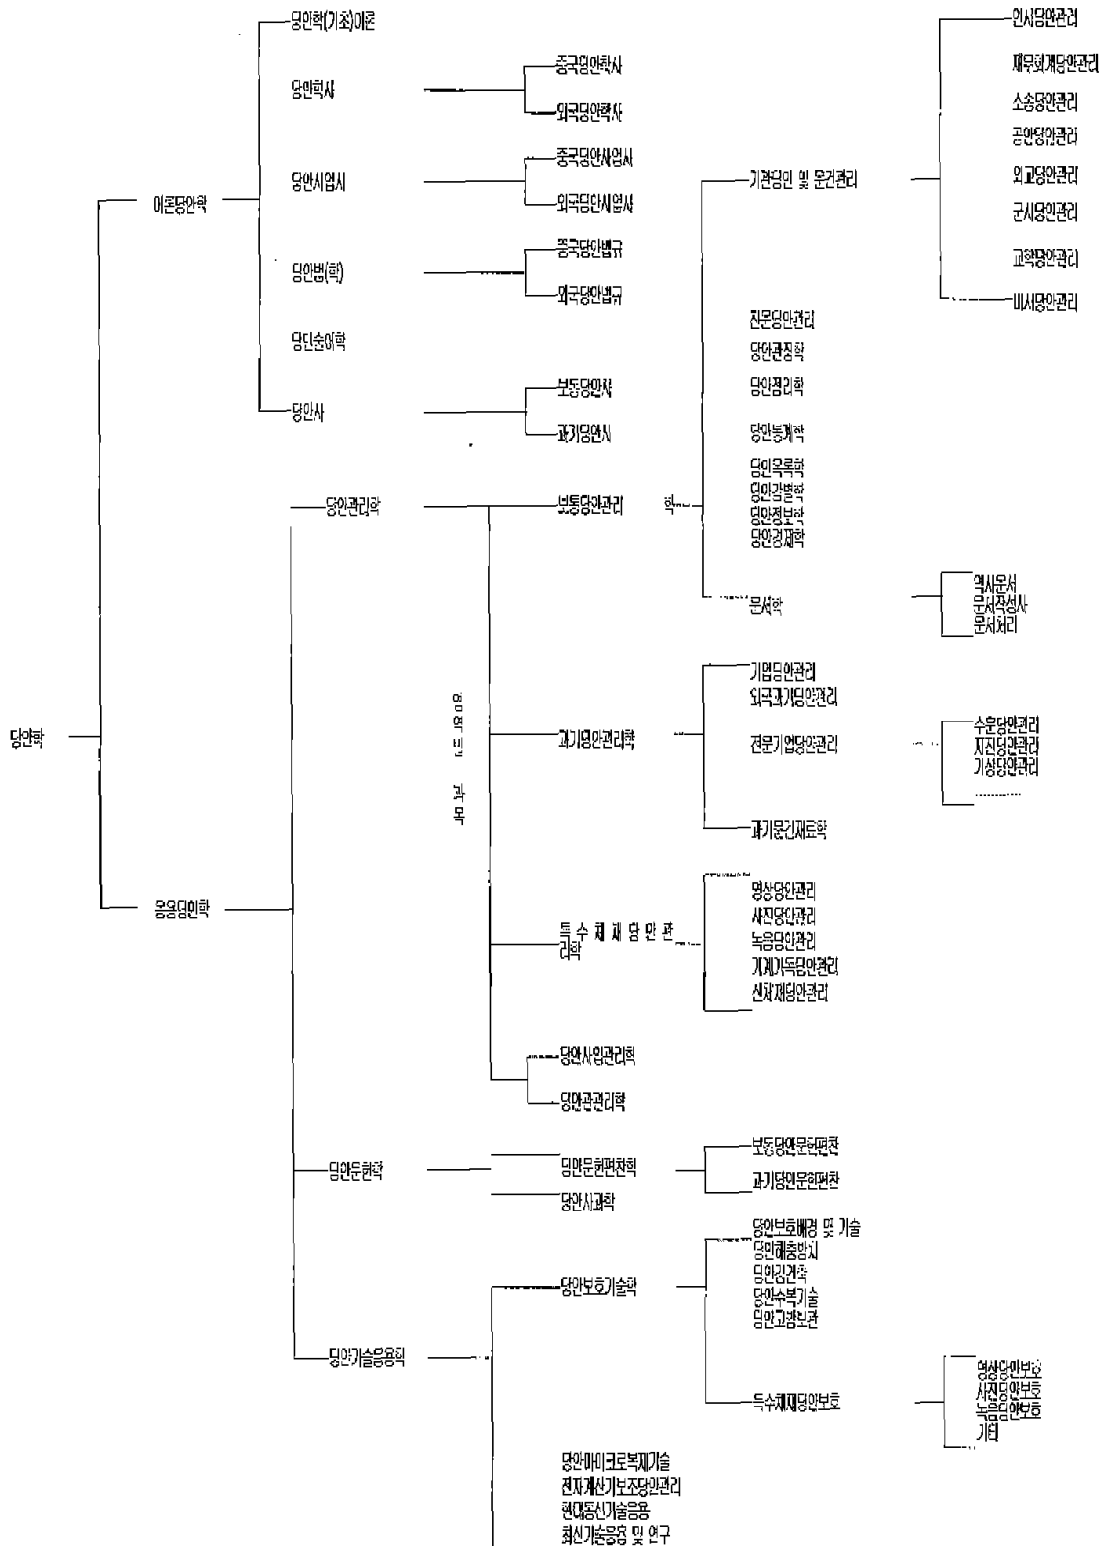 당안학
이론당안학
당안학(기초)이론
당안학사
중국당안학사
외국당안학사
당안사업사
중국당안사업사
외국당안사업사
당안법(학)
중국당안법규
외국당안법규
당안술어학
당안사
보통당안사
과기당안사
응용당안학
당안관리학
보통당안관리 학
기관당안 및 문건관리
인사당안관리
재무회계당안관리
소송당안관리
공안당안관리
외교당안관리
군사당안관리
교학당안관리
미시당안관리
전문당안관리
당안관장학
당안정리학
당안통계학
당안목록학
당안감별학
당안정보학
당안경제학
문서학
역사문서
문서작성사
문서처리
과목
과기당안관리학
기업당안관리
외국과기당안관리
전문기업당안관리
수문당안관리
지진당안관리
기상당안관리
과기문건재료학
특 수 체 재 당 안 관
리학
영상당안관리
사진당안관리
녹음당안관리
기계가독당안관리
신체재당안관리
당안사업관리학
당안관관리학
당안문헌학
당안문헌편찬학
보통당안문헌편찬
과기당안문헌편찬
당안사과학
당안기술응용학
당안보호기술학
당안보호배경 및 기술
당안해충방치
당안건학
당안수복기술
당안고방보관
특수체재당안보호
영상당안보호
사진당안보호
녹음당안보호
기타
당안마이크로복제기술
전자계산기보조당안관리
현대통신기술응용
최신기술응용 및 연구